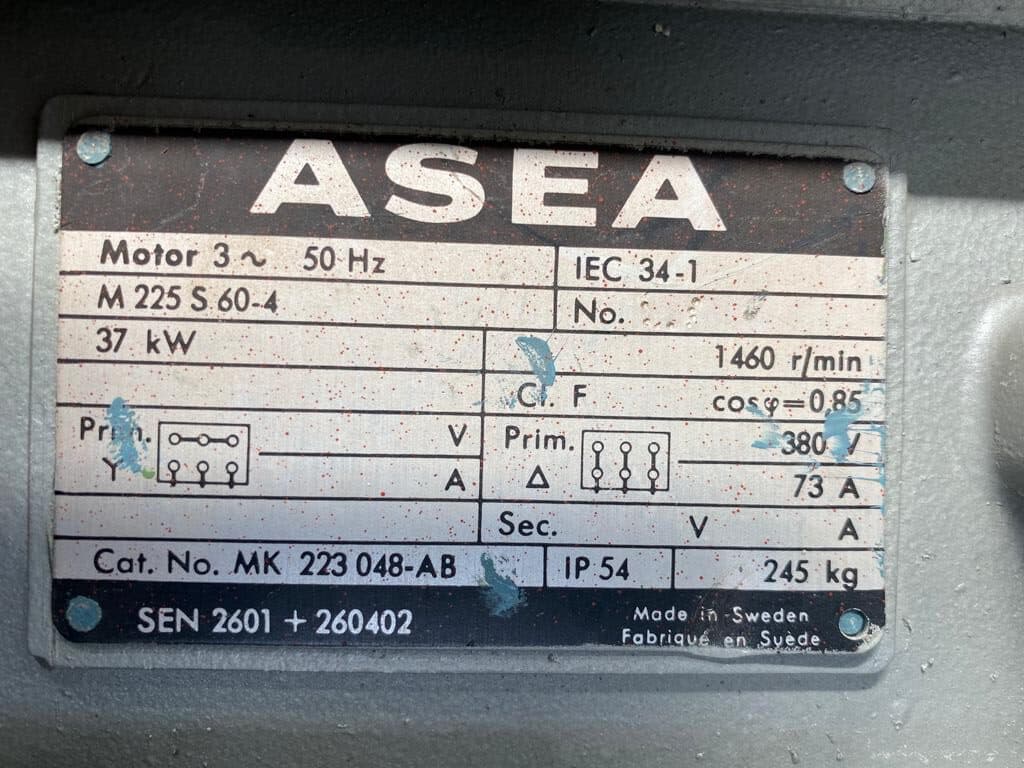 ASEA
Motor 3~ 50 Hz
IEC 34-1
M 225 S 60-4
No.
37 kW
1460 r/min
Cl. F cosφ=0,85
Prim. V
Y A
Prim. 380 V
Δ 73 A
Sec. V A
Cat. No. MK 223 048-AB IP 54 245 kg
SEN 2601 + 260402
Made in Sweden
Fabriqué en Suède